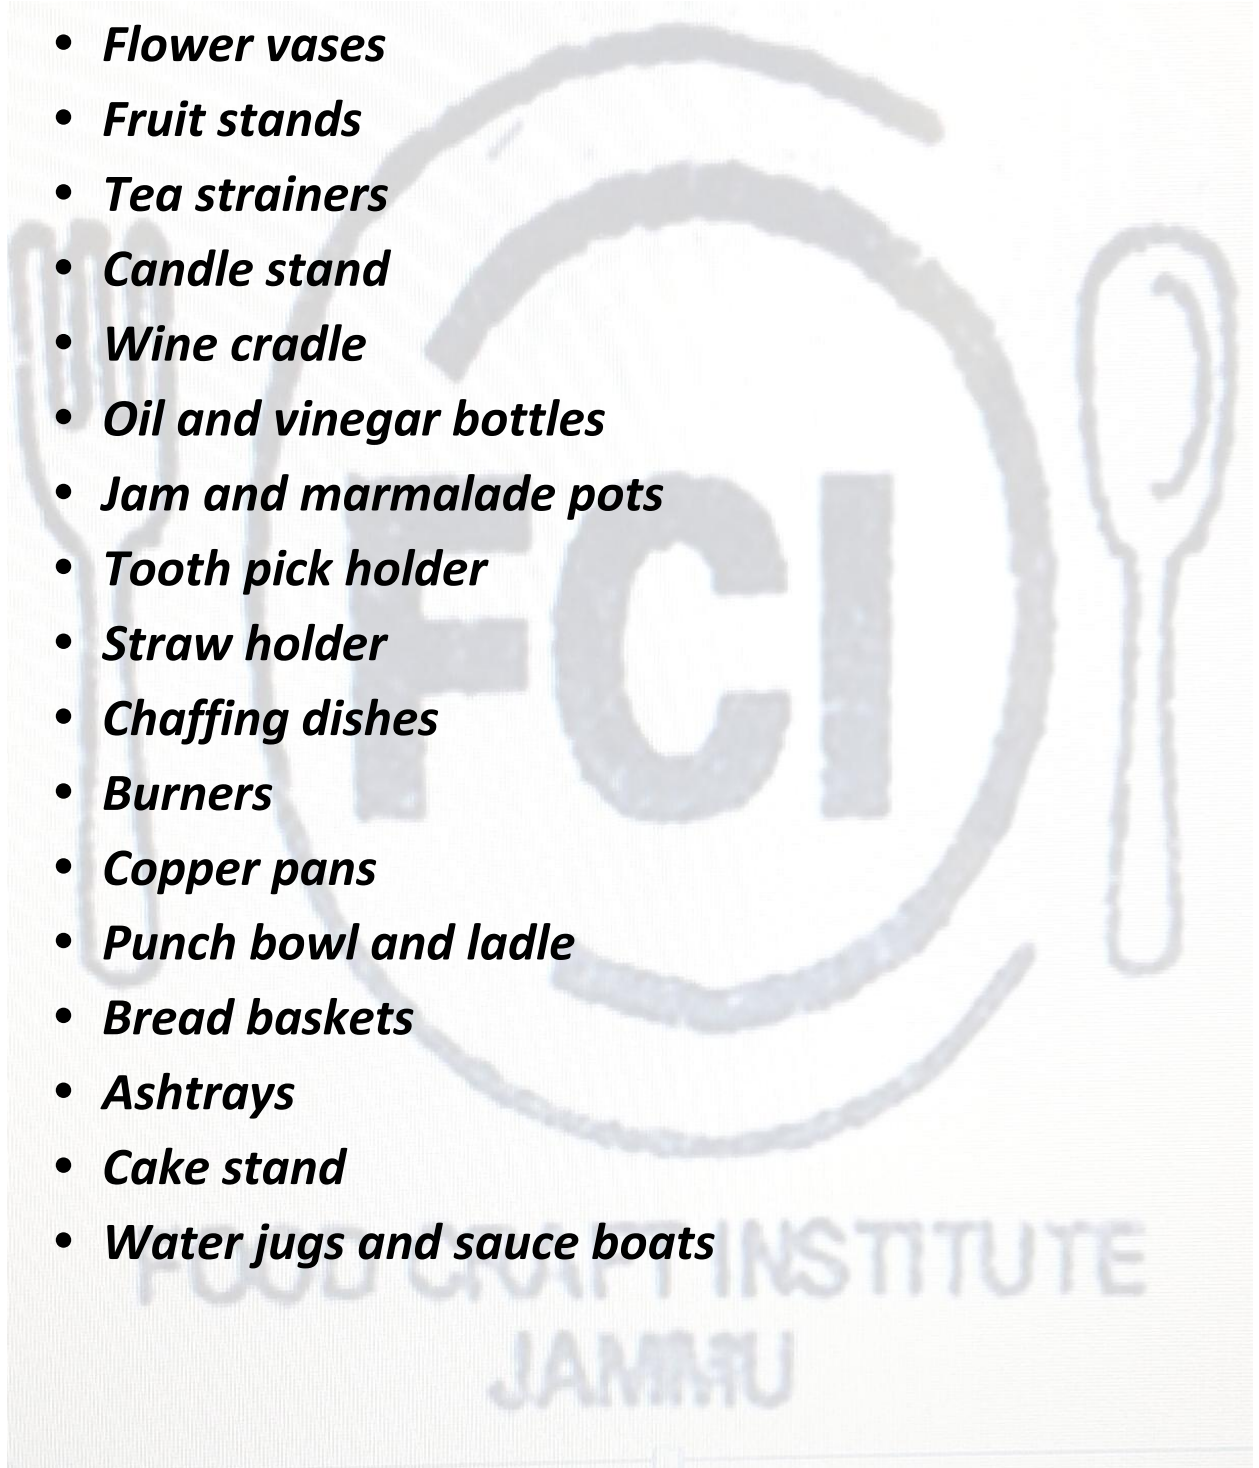 • Flower vases
• Fruit stands
• Tea strainers
• Candle stand
• Wine cradle
• Oil and vinegar bottles
• Jam and marmalade pots
• Tooth pick holder
• Straw holder
• Chaffing dishes
• Burners
• Copper pans
• Punch bowl and ladle
• Bread baskets
• Ashtrays
• Cake stand
• Water jugs and sauce boats
FCI
FOOD CRAFT INSTITUTE
JAMMU